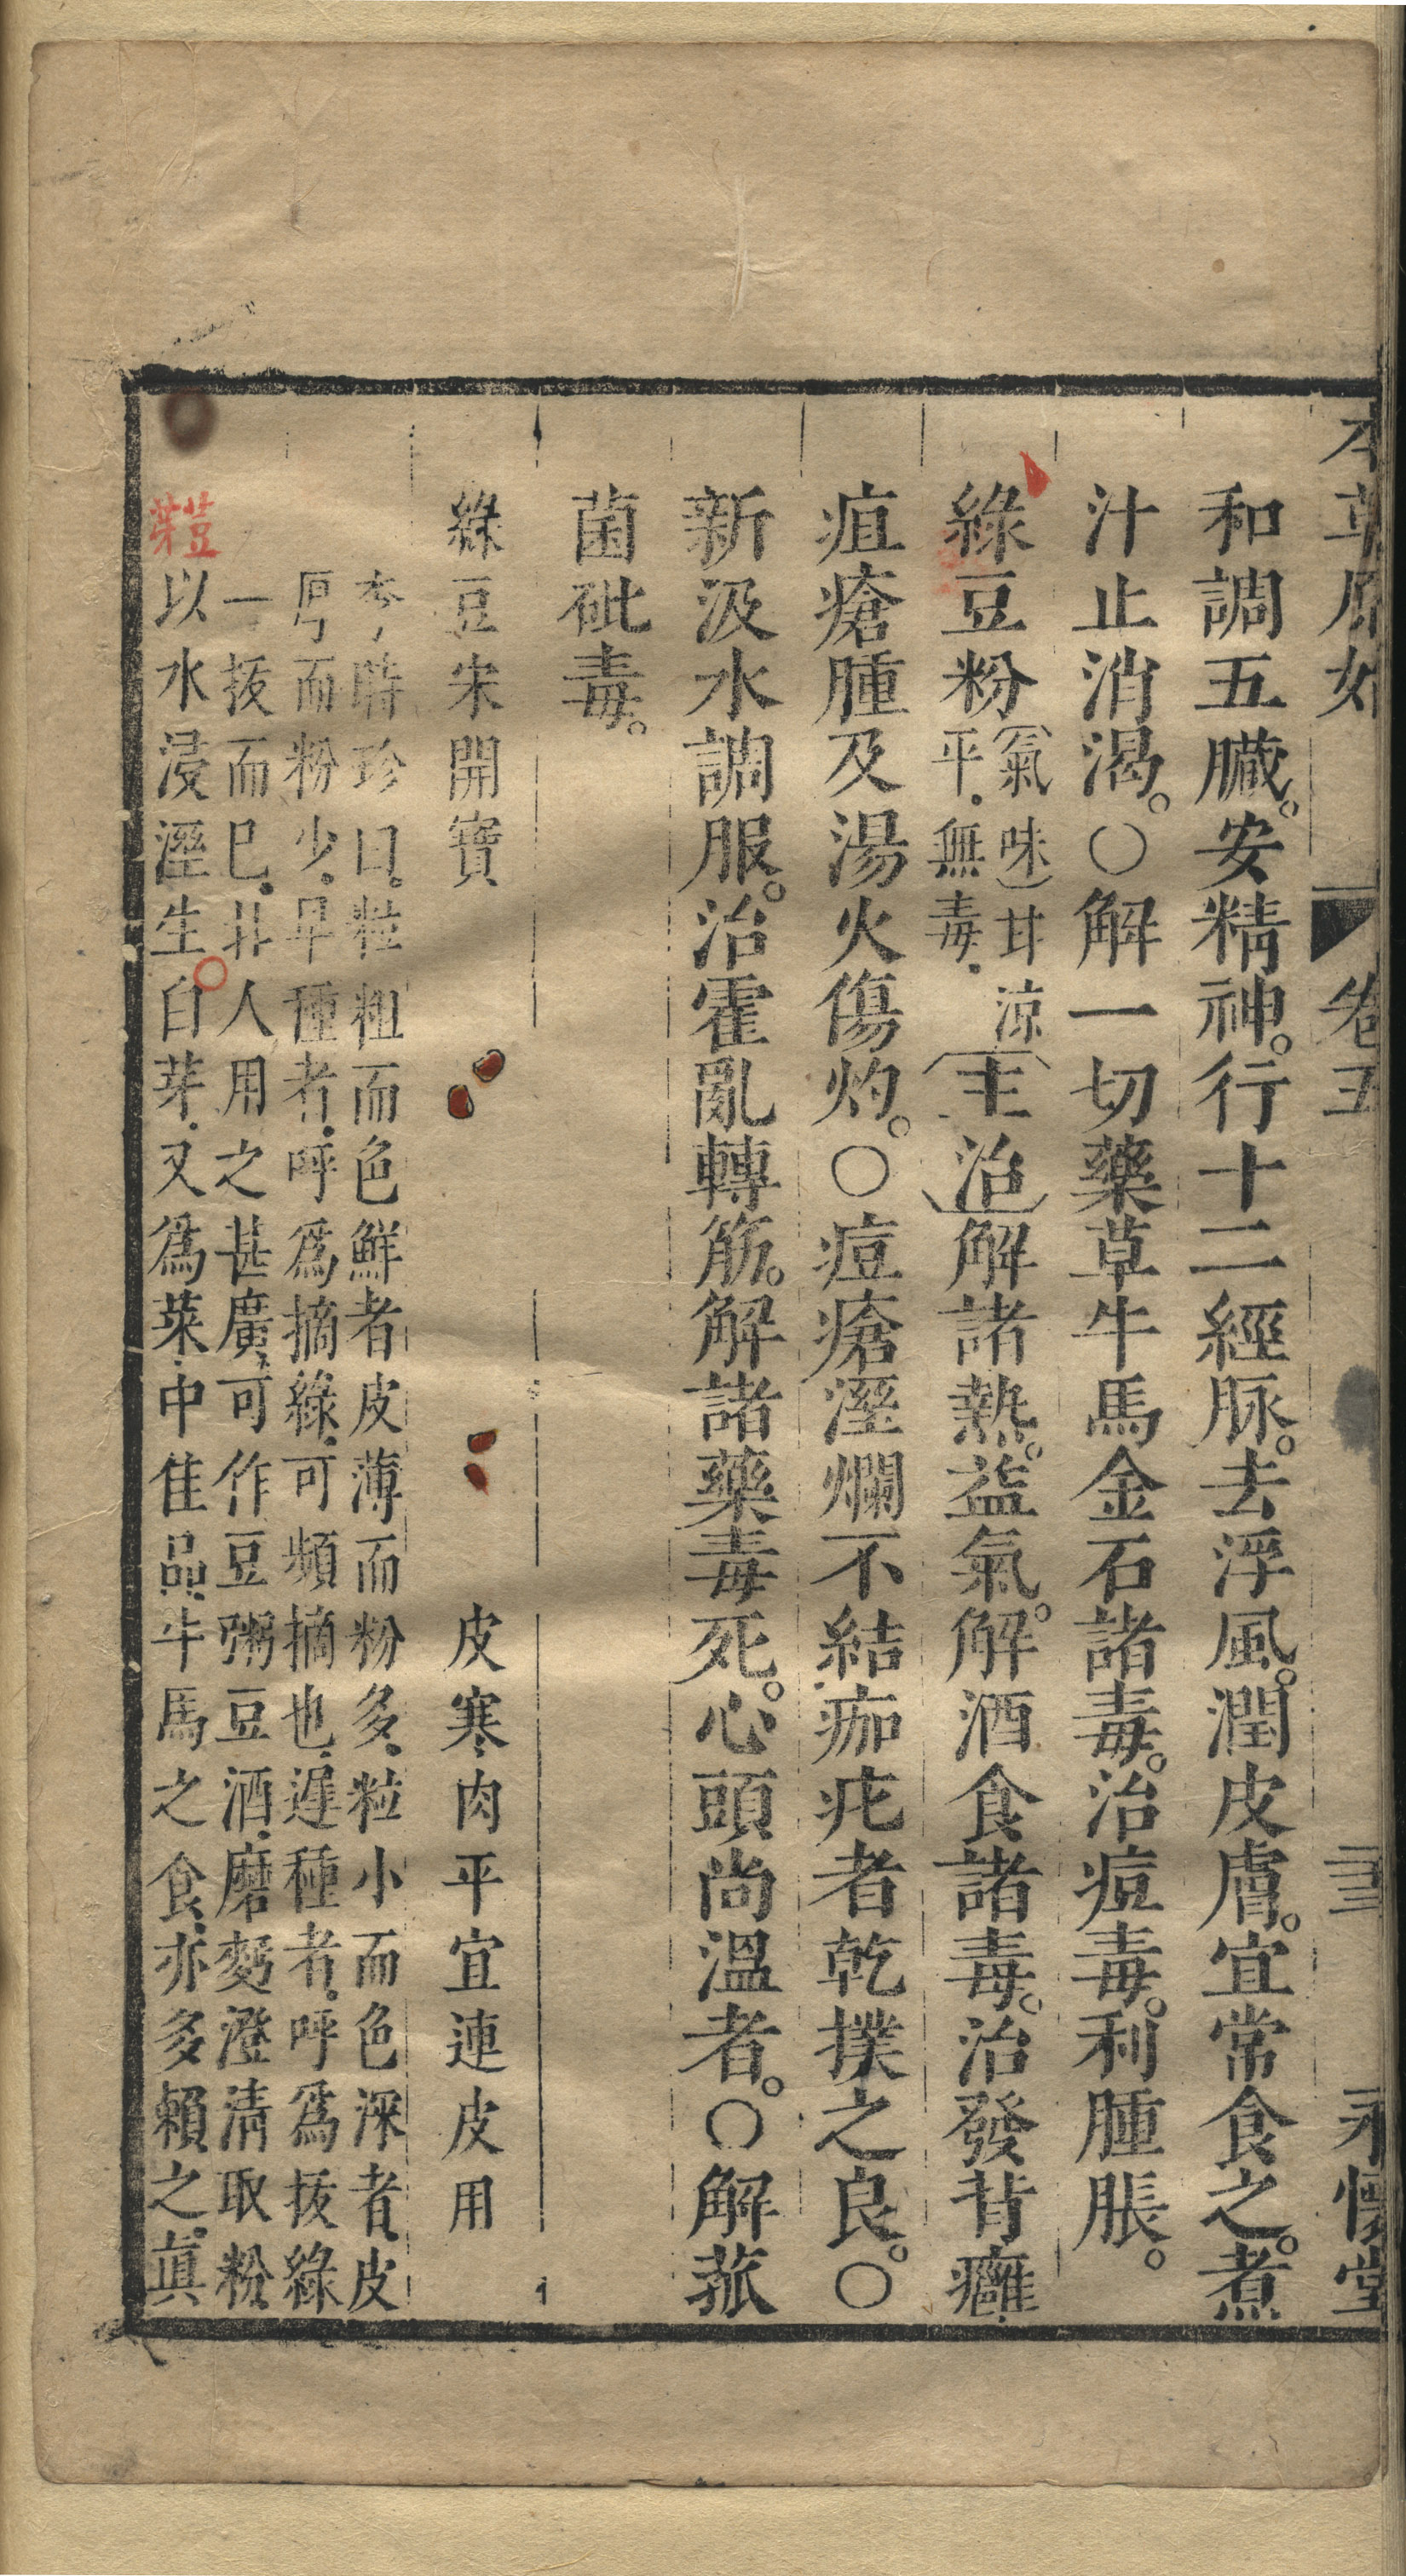 本草原始 卷五 永懷堂
和調五臟。安精神。行十二經脉。去浮風。潤皮膚。宜常食之。煮
汁止消渴。○解一切藥草牛馬金石諸毒。治痘毒。利腫脹。
綠豆粉(氣味)甘涼平.無毒.(主治)解諸熱。益氣。解酒食諸毒。治發背癰
疽瘡腫及湯火傷灼。○痘瘡溼爛不結痂疕者乾撲之良。○
新汲水調服。治霍亂轉筋。解諸藥毒死。心頭尚溫者。○解菰
菌砒毒。
綠豆宋開寶
皮寒.肉平宜連皮用
李時珍曰。粒粗而色鮮者皮薄而粉多.粒小而色深者.皮
厚而粉少.早種者.呼爲摘綠.可頻摘也.遲種者.呼爲拔綠
一拔而已.北人用之甚廣.可作豆粥豆酒.磨麪澄清取粉
荳芽
以水浸溼生白芽.又爲菜中佳品.牛馬之食.亦多賴之.真